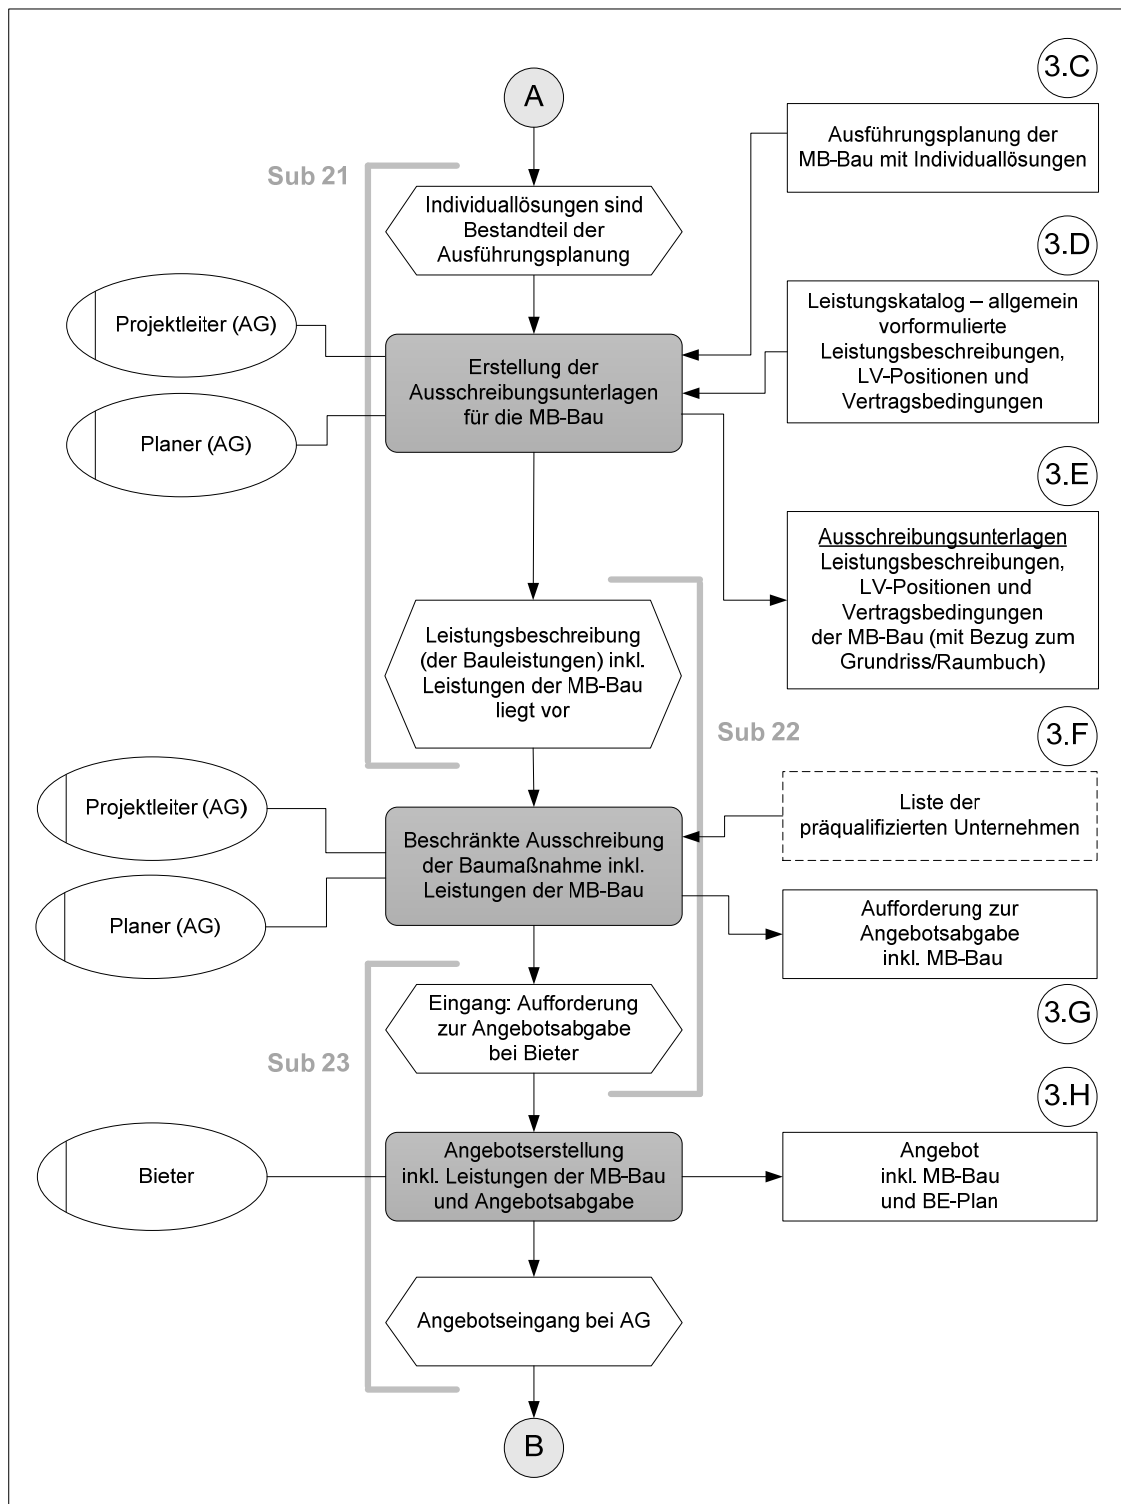 A
3.C
Ausführungsplanung der
MB-Bau mit Individuallösungen
Sub 21
Individuallösungen sind
Bestandteil der
Ausführungsplanung
3.D
Leistungskatalog – allgemein
vorformulierte
Leistungsbeschreibungen,
LV-Positionen und
Vertragsbedingungen
Projektleiter (AG)
Planer (AG)
Erstellung der
Ausschreibungsunterlagen
für die MB-Bau
3.E
Ausschreibungsunterlagen
Leistungsbeschreibungen,
LV-Positionen und
Vertragsbedingungen
der MB-Bau (mit Bezug zum
Grundriss/Raumbuch)
Leistungsbeschreibung
(der Bauleistungen) inkl.
Leistungen der MB-Bau
liegt vor
Sub 22
3.F
Liste der
präqualifizierten Unternehmen
Projektleiter (AG)
Planer (AG)
Beschränkte Ausschreibung
der Baumaßnahme inkl.
Leistungen der MB-Bau
Aufforderung zur
Angebotsabgabe
inkl. MB-Bau
3.G
Eingang: Aufforderung
zur Angebotsabgabe
bei Bieter
Sub 23
3.H
Bieter
Angebotserstellung
inkl. Leistungen der MB-Bau
und Angebotsabgabe
Angebot
inkl. MB-Bau
und BE-Plan
Angebotseingang bei AG
B